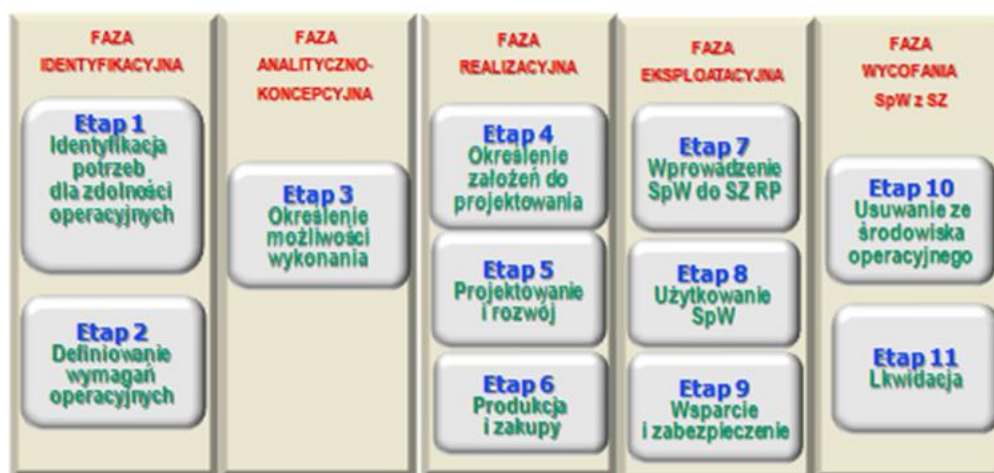 FAZA
IDENTYFIKACYJNA
Etap 1
Identyfikacja
potrzeb
dla zdolności
operacyjnych
Etap 2
Definiowanie
wymagań
operacyjnych
FAZA
ANALITYCZNO-
KONCEPCYJNA
Etap 3
Określenie
możliwości
wykonania
FAZA
REALIZACYJNA
Etap 4
Określenie
założeń do
projektowania
Etap 5
Projektowanie
i rozwój
Etap 6
Produkcja
i zakupy
FAZA
EKSPLOATACYJNA
Etap 7
Wprowadzenie
SpW do SZ RP
Etap 8
Użytkowanie
SpW
Etap 9
Wsparcie
i zabezpieczenie
FAZA
WYCOFANIA
SpW z SZ
Etap 10
Usuwanie ze
środowiska
operacyjnego
Etap 11
Lkwidacja